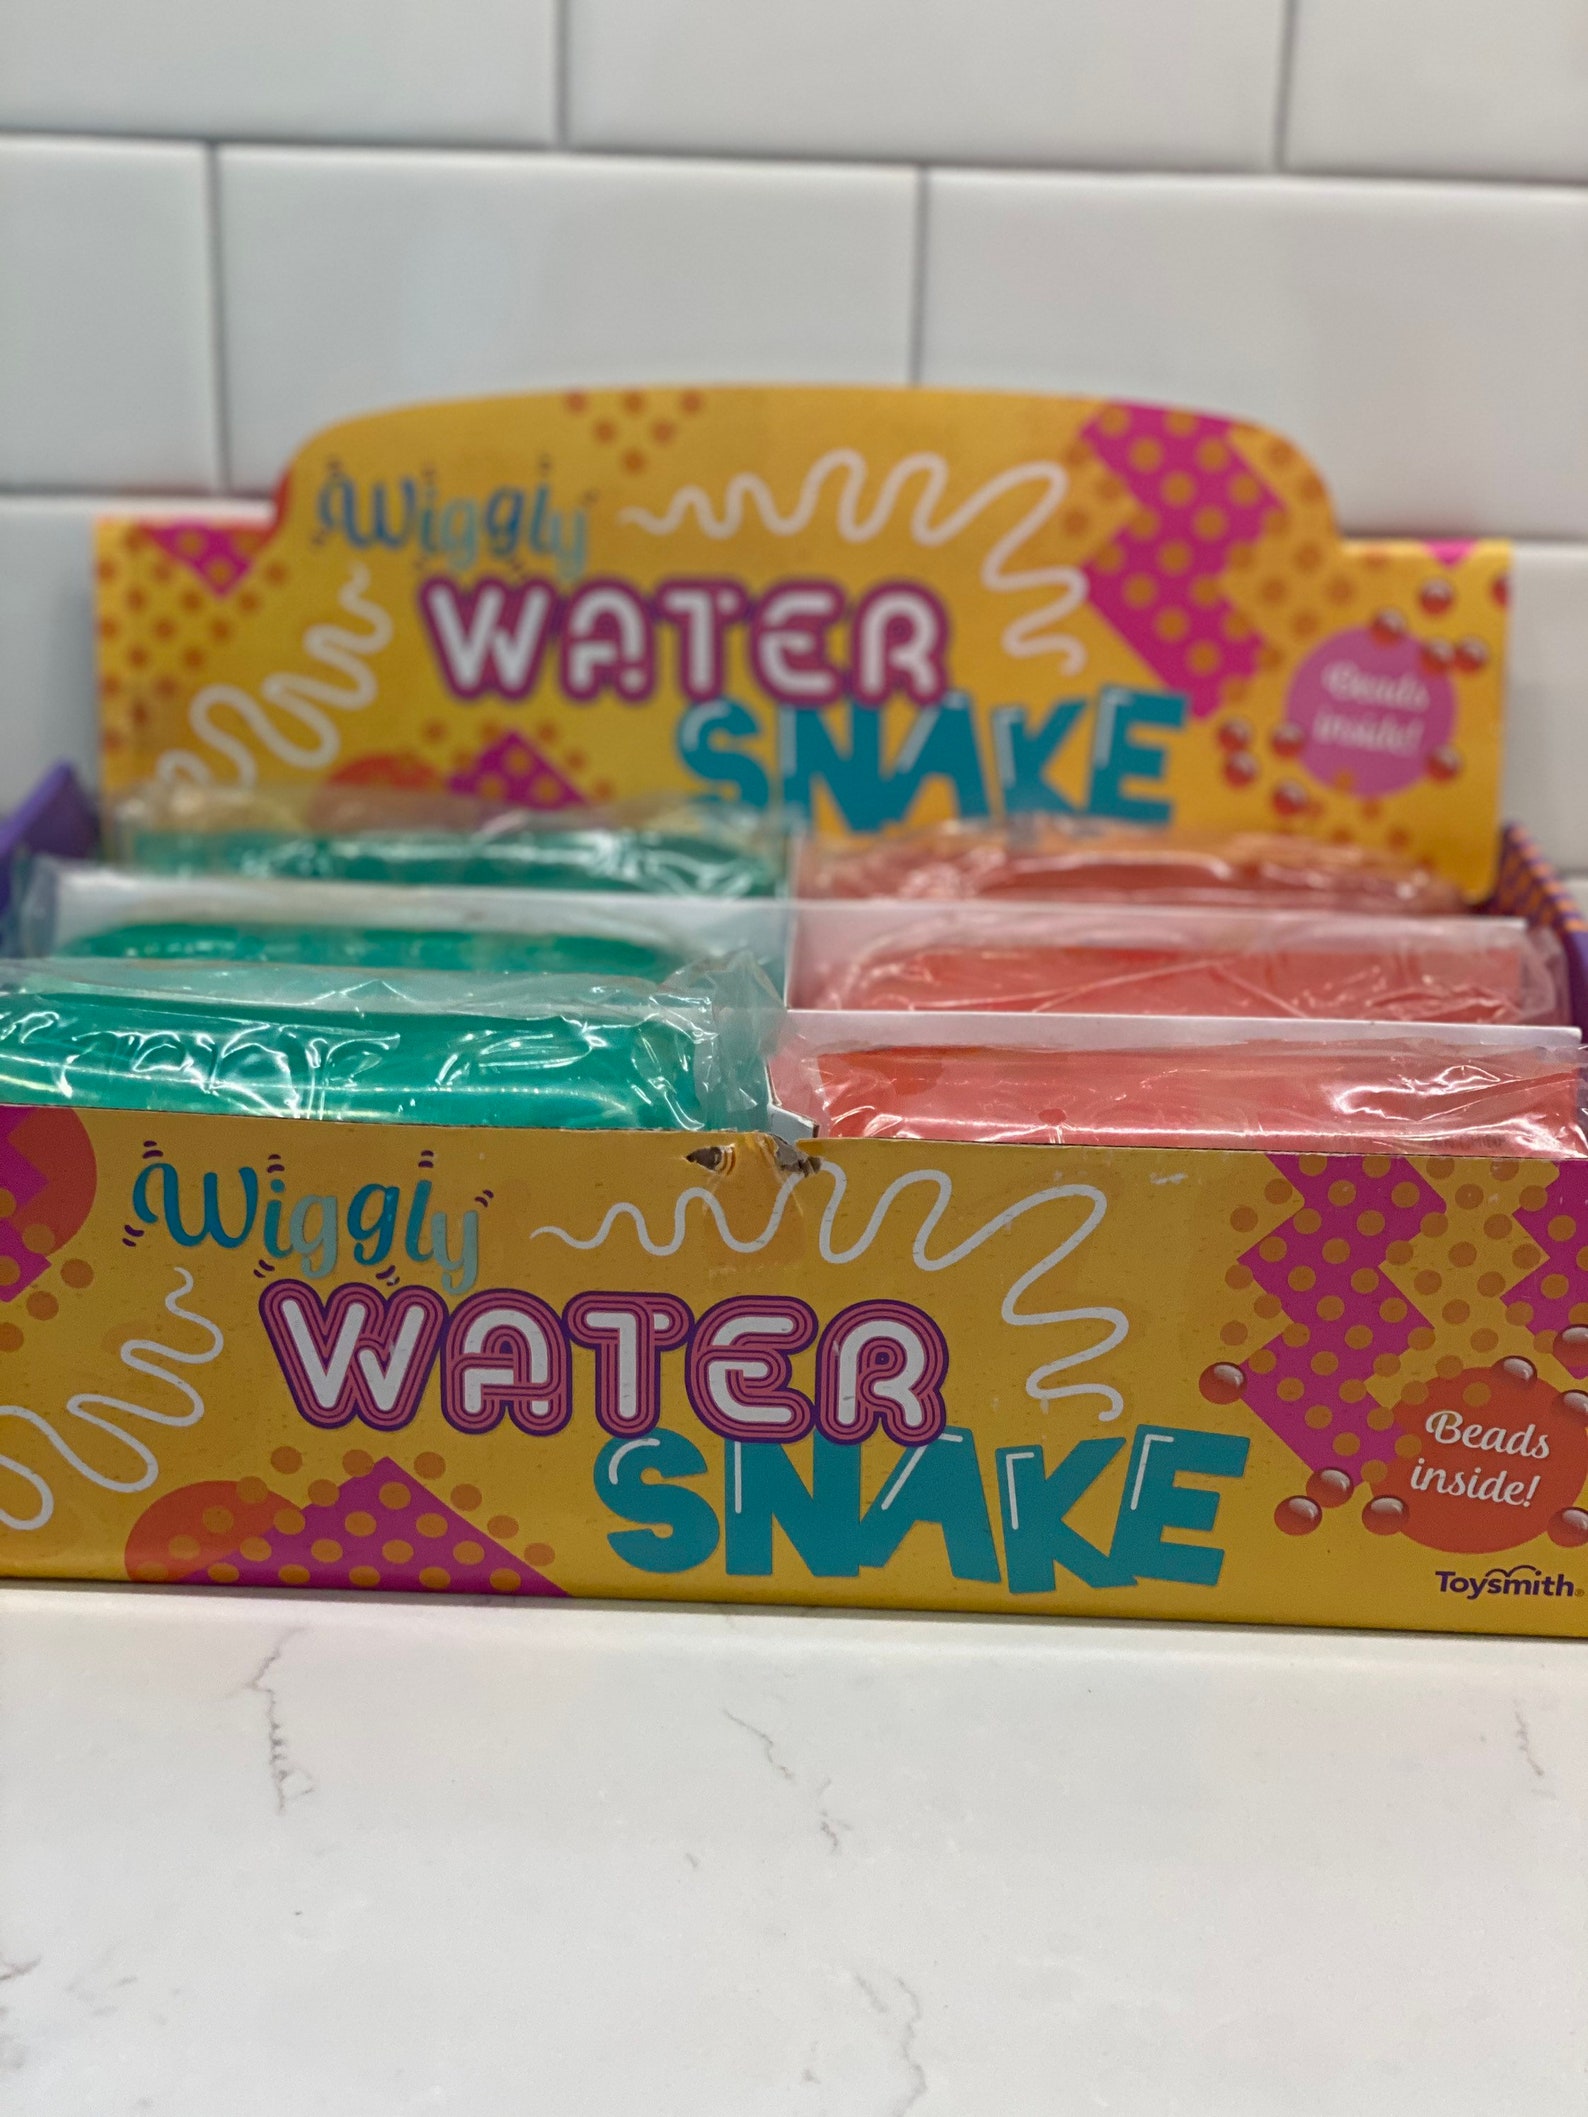 Wiggly
WATER
SNAKE
Beads
inside!
Wiggly
WATER
SNAKE
Beads
inside!
Toysmith®